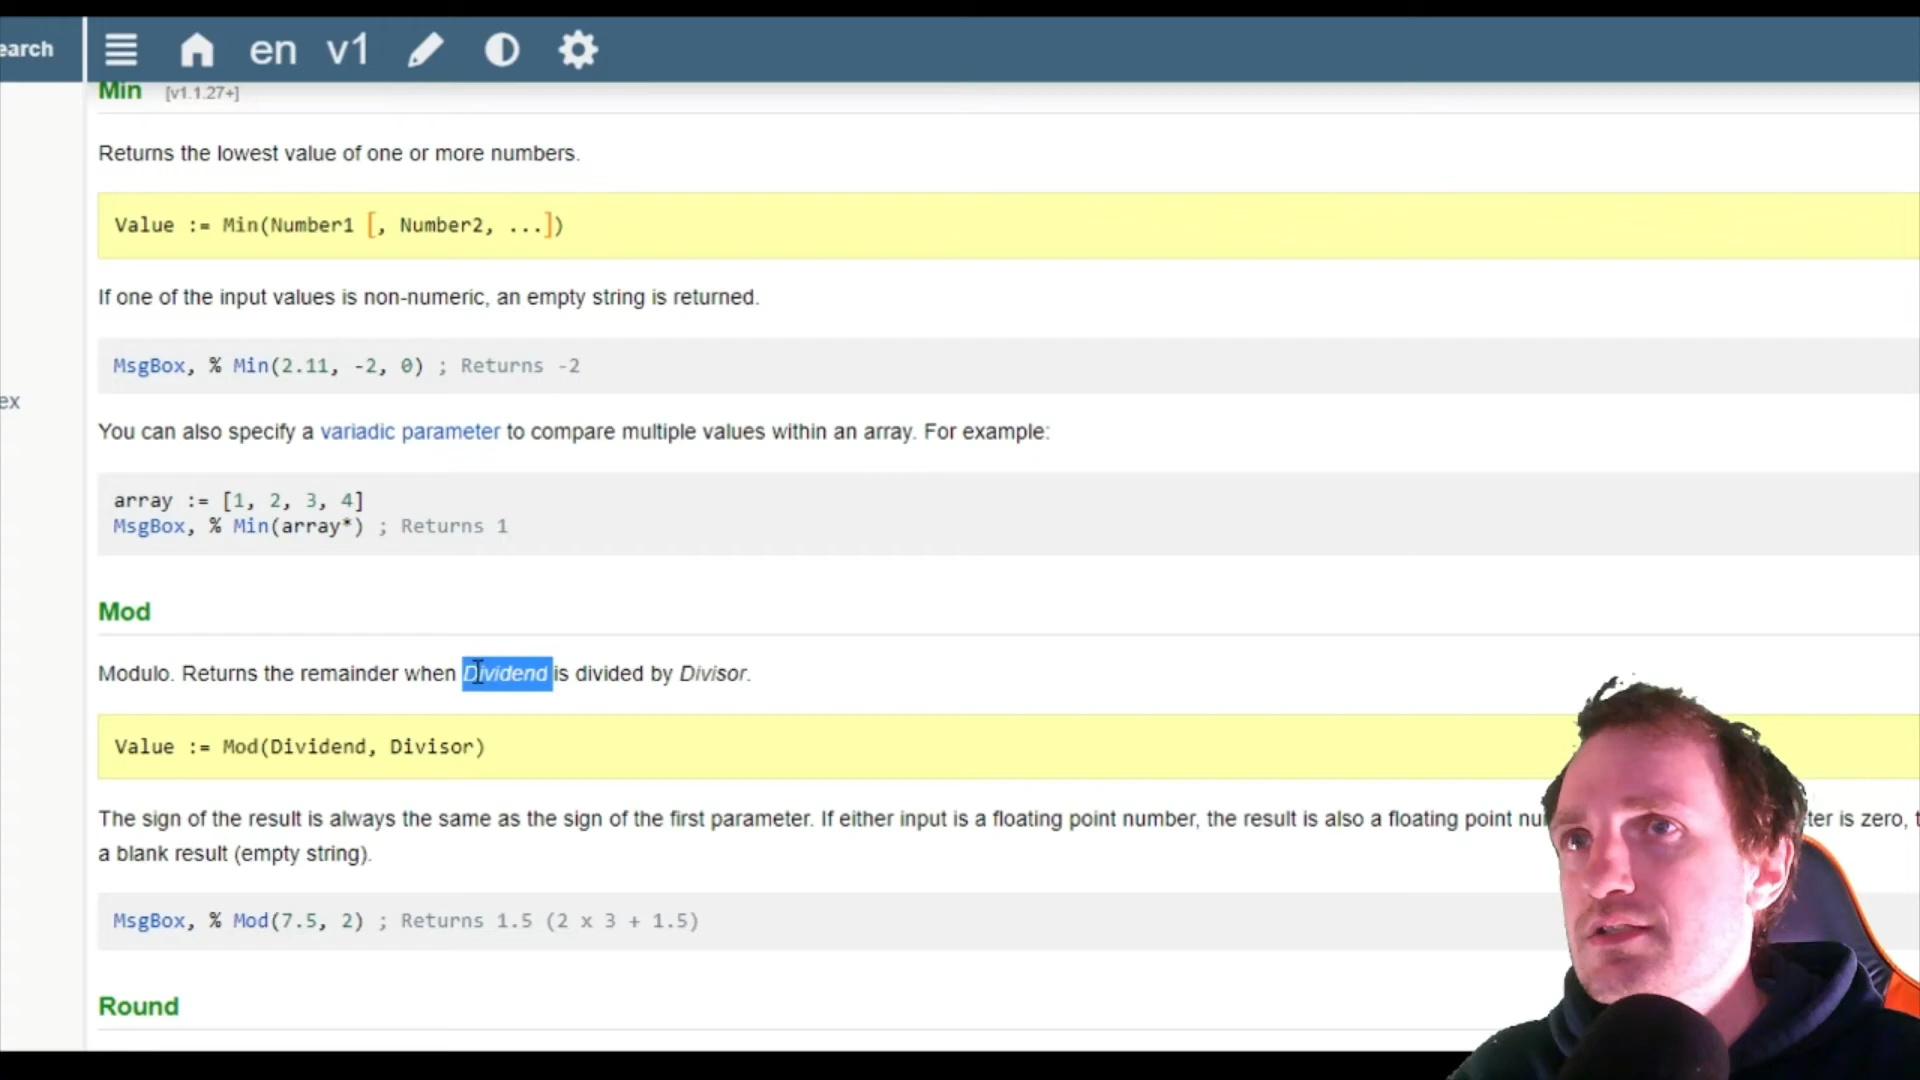 earch
en v1
Min [v1.1.27+]
Returns the lowest value of one or more numbers.
Value := Min(Number1 [, Number2, ...])
If one of the input values is non-numeric, an empty string is returned.
MsgBox, % Min(2.11, -2, 0) ; Returns -2
ex
You can also specify a variadic parameter to compare multiple values within an array. For example:
array := [1, 2, 3, 4]
MsgBox, % Min(array*) ; Returns 1
Mod
Modulo. Returns the remainder when Dividend is divided by Divisor.
Value := Mod(Dividend, Divisor)
The sign of the result is always the same as the sign of the first parameter. If either input is a floating point number, the result is also a floating point nu ter is zero, t
a blank result (empty string).
MsgBox, % Mod(7.5, 2) ; Returns 1.5 (2 x 3 + 1.5)
Round